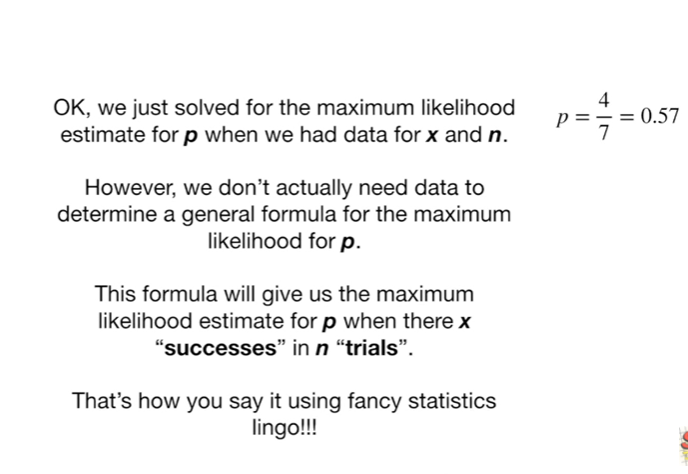 OK, we just solved for the maximum likelihood
estimate for p when we had data for x and n.
p = 4/7 = 0.57
However, we don’t actually need data to
determine a general formula for the maximum
likelihood for p.
This formula will give us the maximum
likelihood estimate for p when there x
“successes” in n “trials”.
That’s how you say it using fancy statistics
lingo!!!